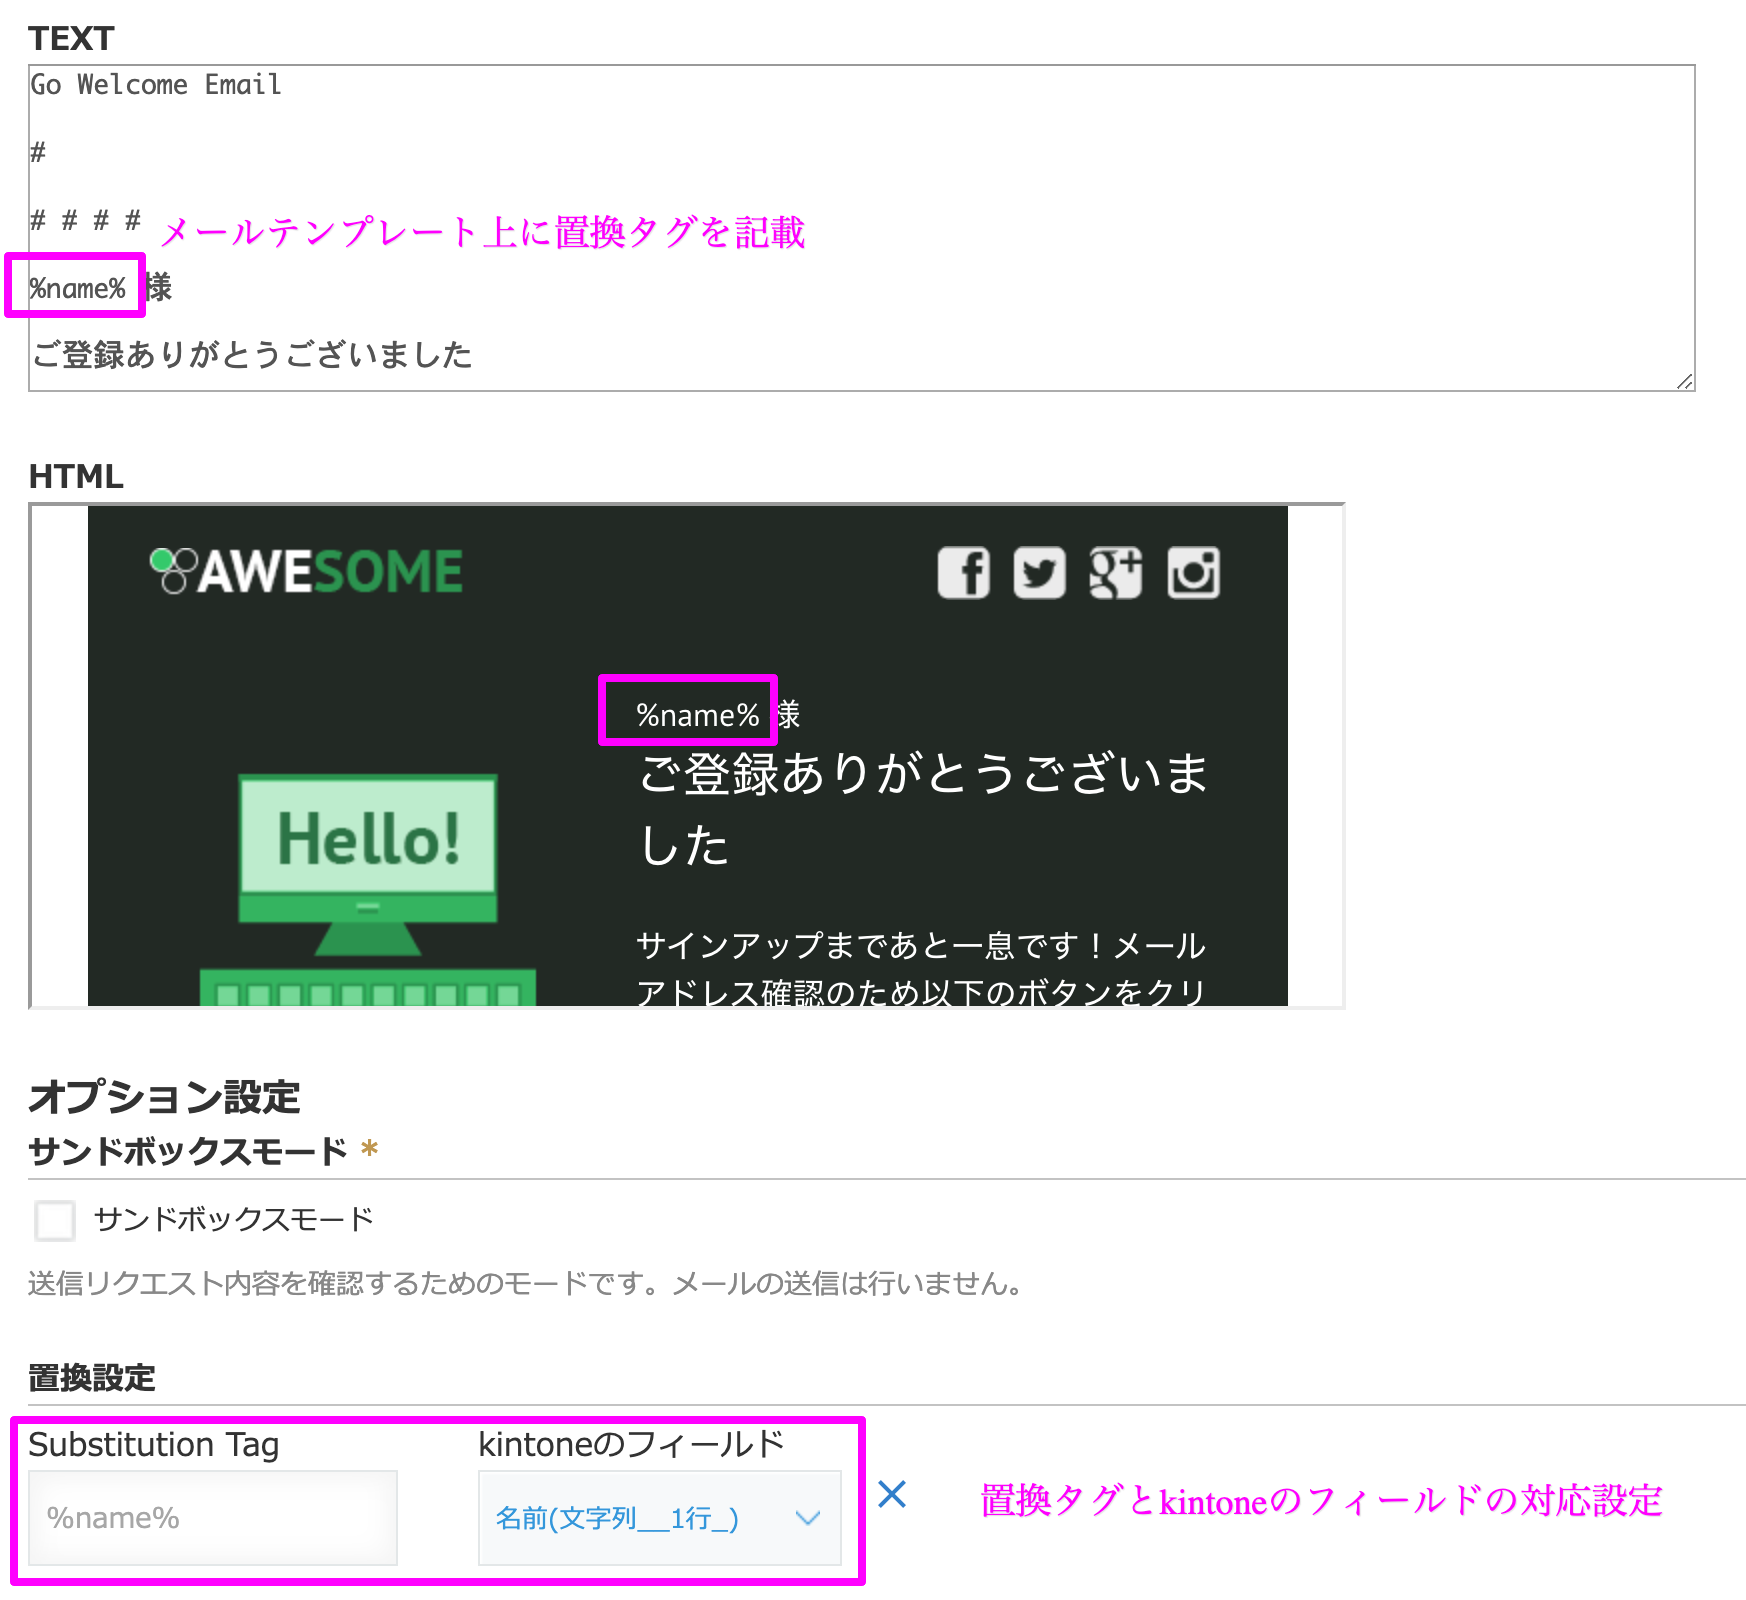 TEXT
Go Welcome Email
#
# # # #
メールテンプレート上に置換タグを記載
%name% 様
ご登録ありがとうございました
HTML
AWESOME
%name% 様
ご登録ありがとうございま
した
Hello!
サインアップまであと一息です！メール
アドレス確認のため以下のボタンをクリ
オプション設定
サンドボックスモード *
サンドボックスモード
送信リクエスト内容を確認するためのモードです。メールの送信は行いません。
置換設定
Substitution Tag kintoneのフィールド
%name% 名前(文字列__1行_)
置換タグとkintoneのフィールドの対応設定